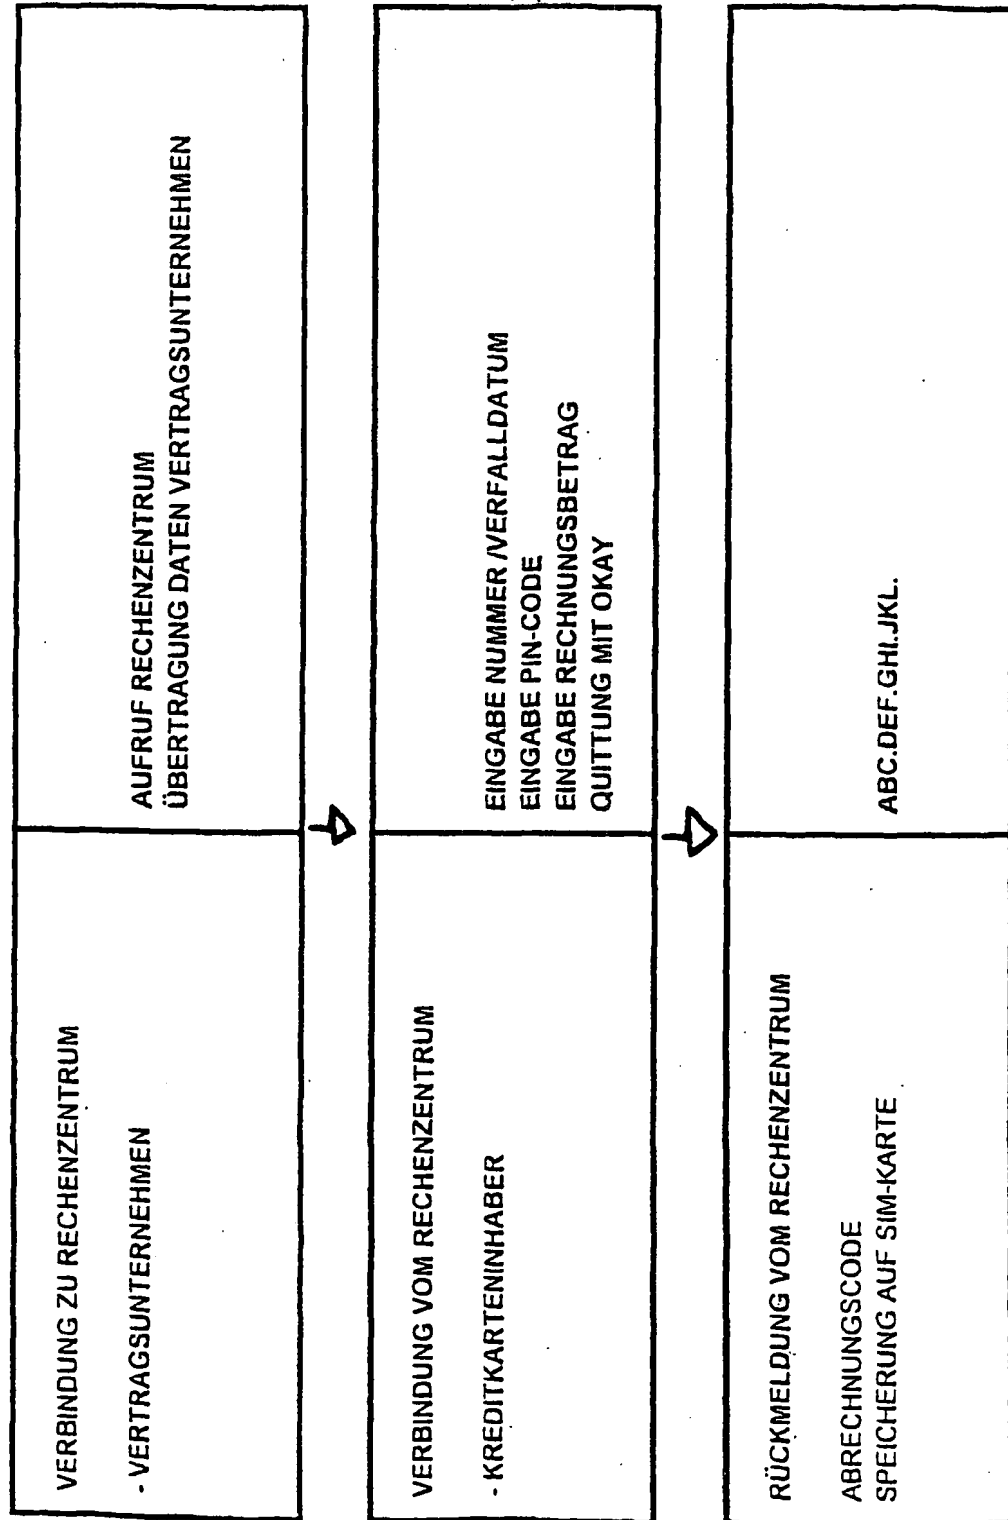 VERBINDUNG ZU RECHENZENTRUM
- VERTRAGSUNTERNEHMEN
AUFRUF RECHENZENTRUM
ÜBERTRAGUNG DATEN VERTRAGSUNTERNEHMEN
VERBINDUNG VOM RECHENZENTRUM
- KREDITKARTENINHABER
EINGABE NUMMER /VERFALLDATUM
EINGABE PIN-CODE
EINGABE RECHNUNGSBETRAG
QUITTUNG MIT OKAY
RÜCKMELDUNG VOM RECHENZENTRUM
ABRECHNUNGSCODE
SPEICHERUNG AUF SIM-KARTE
ABC.DEF.GHI.JKL.